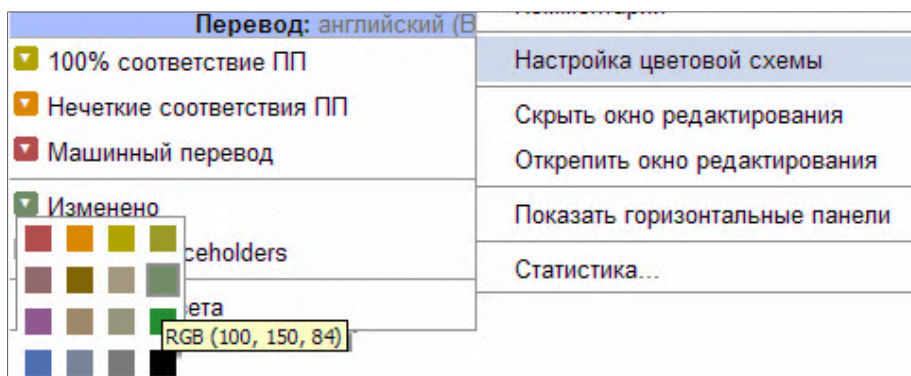 Перевод: английский (В
100% соответствие ПП
Нечеткие соответствия ПП
Машинный перевод
Изменено
ceholders
вета
RGB (100, 150, 84)
Настройка цветовой схемы
Скрыть окно редактирования
Открепить окно редактирования
Показать горизонтальные панели
Статистика...